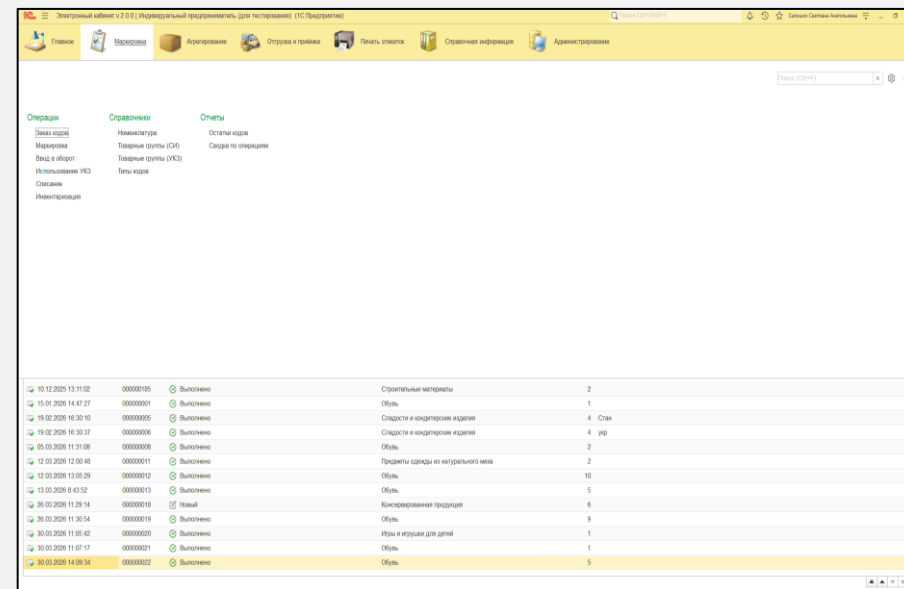 Электронный кабинет v.2.0.0 | Индивидуальный предприниматель (для тестирования) (1С:Предприятие)
Поиск Ctrl+Shift+F
Главное Маркировка Агрегирование Отгрузка и приёмка Печать этикеток Справочная информация Администрирование
Поиск (Ctrl+F)
Операции Справочники Отчеты
Заказ кодов Номенклатура Остатки кодов
Маркировка Товарные группы (СИ) Сводка по операциям
Ввод в оборот Товарные группы (УКЗ)
Использование УКЗ Типы кодов
Списание
Инвентаризация
10.12.2025 13:11:02 000000185 Выполнено Строительные материалы 2
15.01.2026 14:47:27 000000001 Выполнено Обувь 1
19.02.2026 16:30:10 000000005 Выполнено Сладости и кондитерские изделия 4 Стан
19.02.2026 16:30:37 000000006 Выполнено Сладости и кондитерские изделия 4 укр
05.03.2026 11:31:08 000000008 Выполнено Обувь 2
12.03.2026 12:00:48 000000011 Выполнено Предметы одежды из натурального меха 2
12.03.2026 13:05:29 000000012 Выполнено Обувь 10
13.03.2026 8:43:52 000000013 Выполнено Обувь 5
26.03.2026 11:29:14 000000018 Новый Консервированная продукция 6
26.03.2026 11:30:54 000000019 Выполнено Обувь 9
30.03.2026 11:05:42 000000020 Выполнено Игры и игрушки для детей 1
30.03.2026 11:07:17 000000021 Выполнено Обувь 1
30.03.2026 14:09:34 000000022 Выполнено Обувь 5